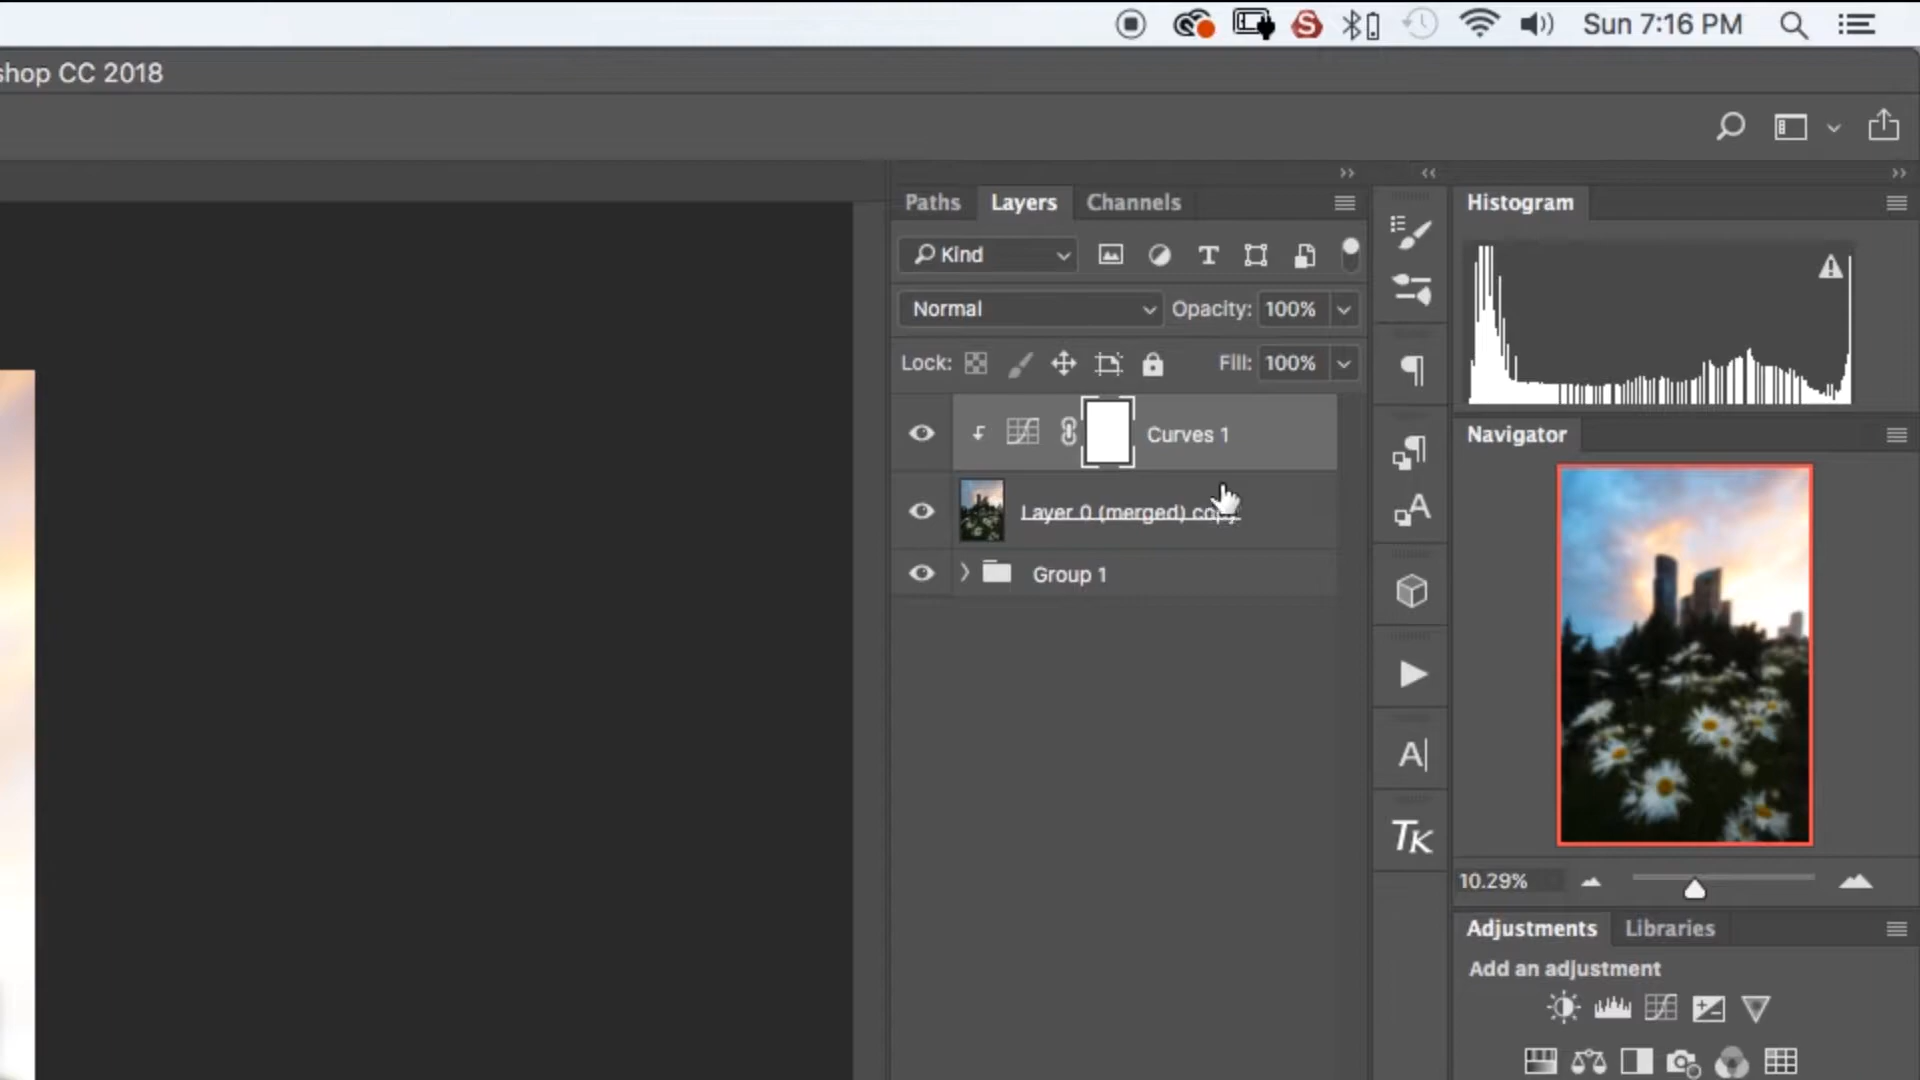 Sun 7:16 PM
shop CC 2018
Paths Layers Channels
Kind
Normal Opacity: 100%
Lock: Fill: 100%
Curves 1
Layer 0 (merged) copy
Group 1
Histogram
Navigator
10.29%
Adjustments Libraries
Add an adjustment